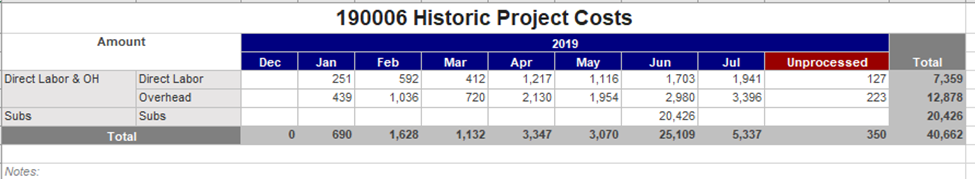 190006 Historic Project Costs
Amount 2019
Dec Jan Feb Mar Apr May Jun Jul Unprocessed Total
Direct Labor & OH Direct Labor 251 592 412 1,217 1,116 1,703 1,941 127 7,359
Overhead 439 1,036 720 2,130 1,954 2,980 3,396 223 12,878
Subs Subs 20,426 20,426
Total 0 690 1,628 1,132 3,347 3,070 25,109 5,337 350 40,662
Notes: